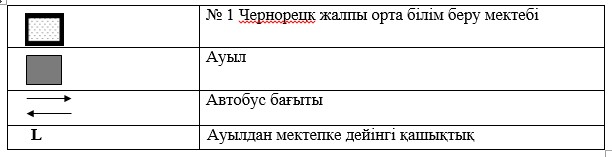 № 1 Чернорецк жалпы орта білім беру мектебі
Ауыл
Автобус бағыты
L Ауылдан мектепке дейінгі қашықтық